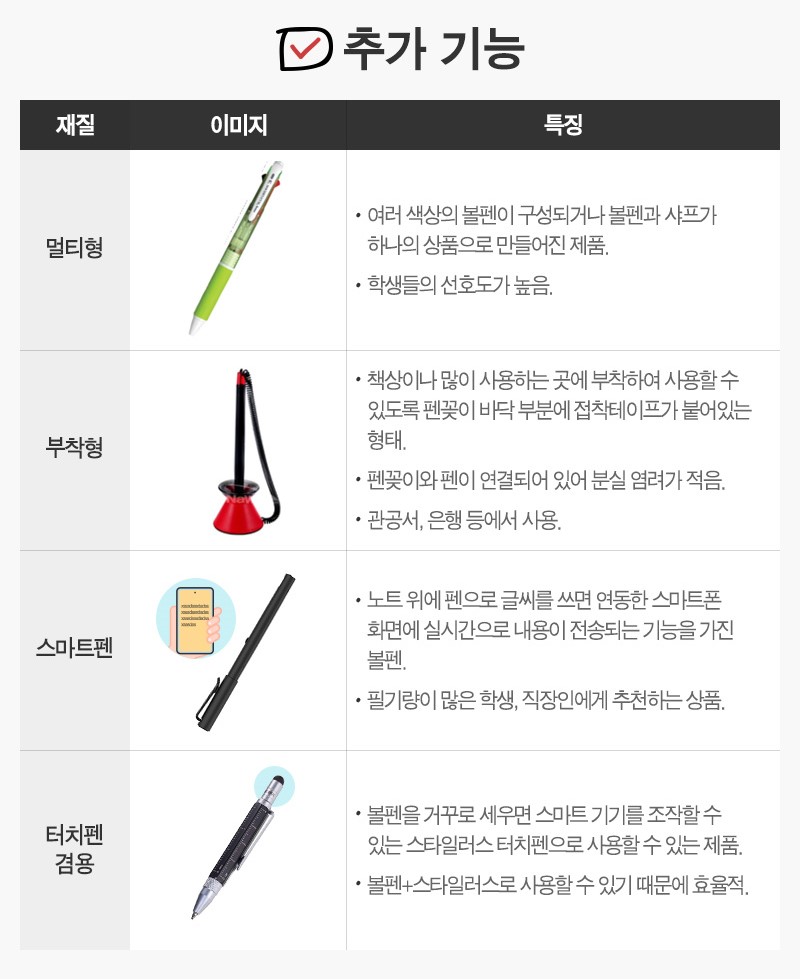 추가 기능
재질 이미지 특징
멀티형
• 여러 색상의 볼펜이 구성되거나 볼펜과 샤프가
하나의 상품으로 만들어진 제품.
• 학생들의 선호도가 높음.
부착형
• 책상이나 많이 사용하는 곳에 부착하여 사용할 수
있도록 펜꽂이 바닥 부분에 접착테이프가 붙어있는
형태.
• 펜꽂이와 펜이 연결되어 있어 분실 염려가 적음.
• 관공서, 은행 등에서 사용.
스마트펜
• 노트 위에 펜으로 글씨를 쓰면 연동한 스마트폰
화면에 실시간으로 내용이 전송되는 기능을 가진
볼펜.
• 필기량이 많은 학생, 직장인에게 추천하는 상품.
터치펜
겸용
• 볼펜을 거꾸로 세우면 스마트 기기를 조작할 수
있는 스타일러스 터치펜으로 사용할 수 있는 제품.
• 볼펜+스타일러스로 사용할 수 있기 때문에 효율적.